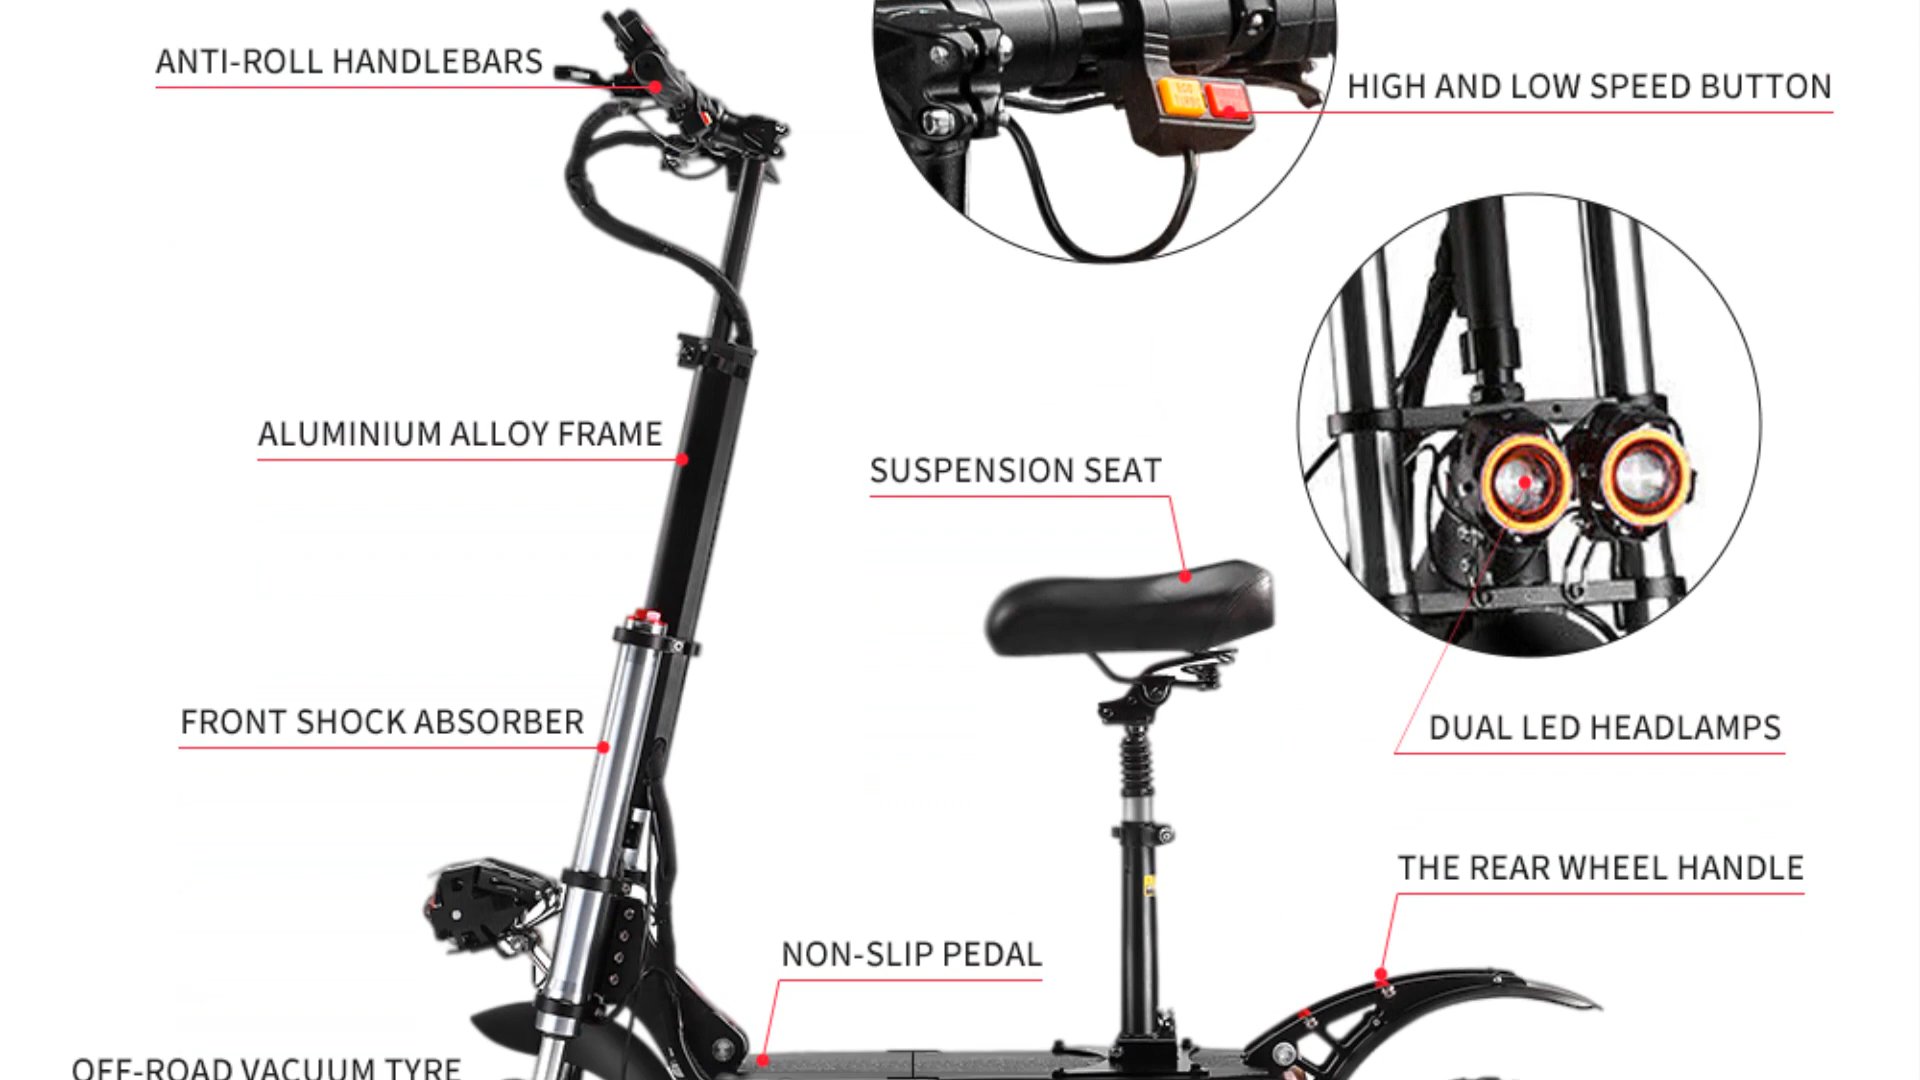 ANTI-ROLL HANDLEBARS
HIGH AND LOW SPEED BUTTON
ALUMINIUM ALLOY FRAME
SUSPENSION SEAT
FRONT SHOCK ABSORBER
DUAL LED HEADLAMPS
THE REAR WHEEL HANDLE
NON-SLIP PEDAL
OFF-ROAD VACUUM TYRE